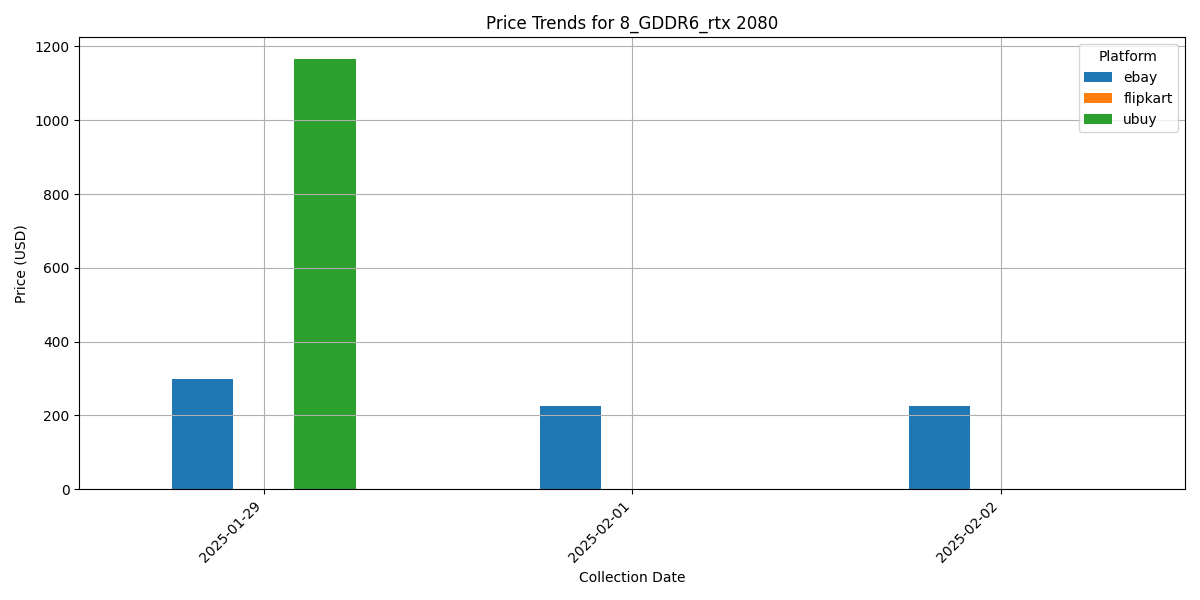 Price Trends for 8_GDDR6_rtx 2080
Platform
ebay
flipkart
ubuy
Price (USD)
1200
1000
800
600
400
200
0
2025-01-29
2025-02-01
2025-02-02
Collection Date